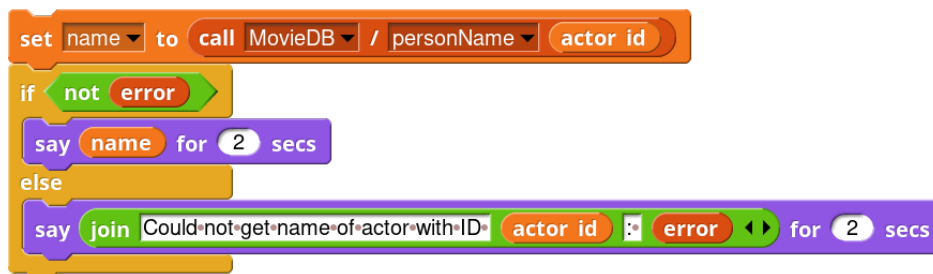 set name to call MovieDB / personName actor id
if not error
say name for 2 secs
else
say join Could not get name of actor with ID actor id : error for 2 secs